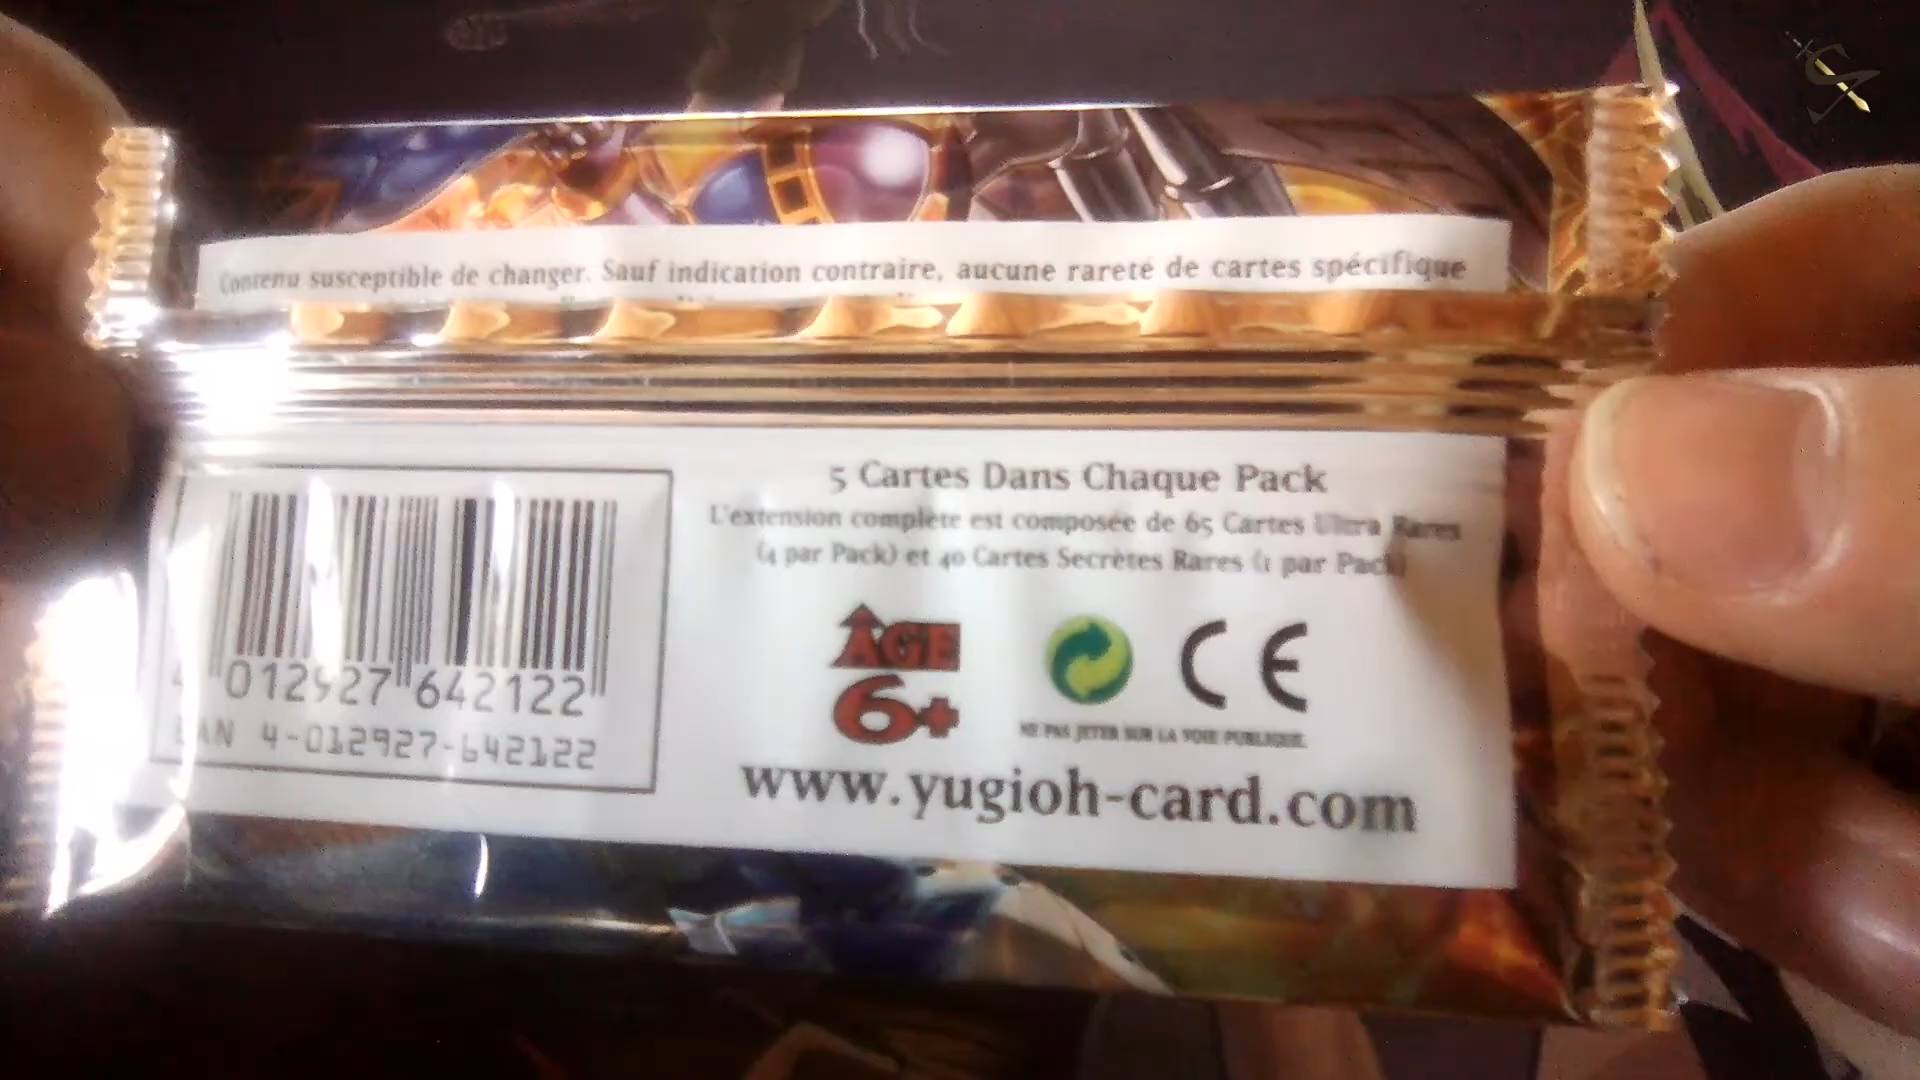 Contenu susceptible de changer. Sauf indication contraire, aucune rareté de cartes spécifique
5 Cartes Dans Chaque Pack
L'extension complète est composée de 65 Cartes Ultra Rares
(4 par Pack) et 40 Cartes Secrètes Rares (1 par Pack)
4 012927 642122
EAN 4-012927-642122
ÂGE
6+
CE
NE PAS JETER SUR LA VOIE PUBLIQUE.
www.yugioh-card.com